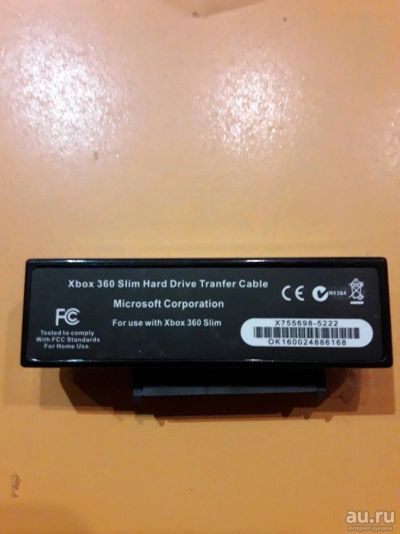 Xbox 360 Slim Hard Drive Tranfer Cable
Microsoft Corporation
For use with Xbox 360 Slim
FC
Tested to comply
With FCC Standards
For Home Use.
CE
N1364
X755698-5222
OK160024886168
au.ru